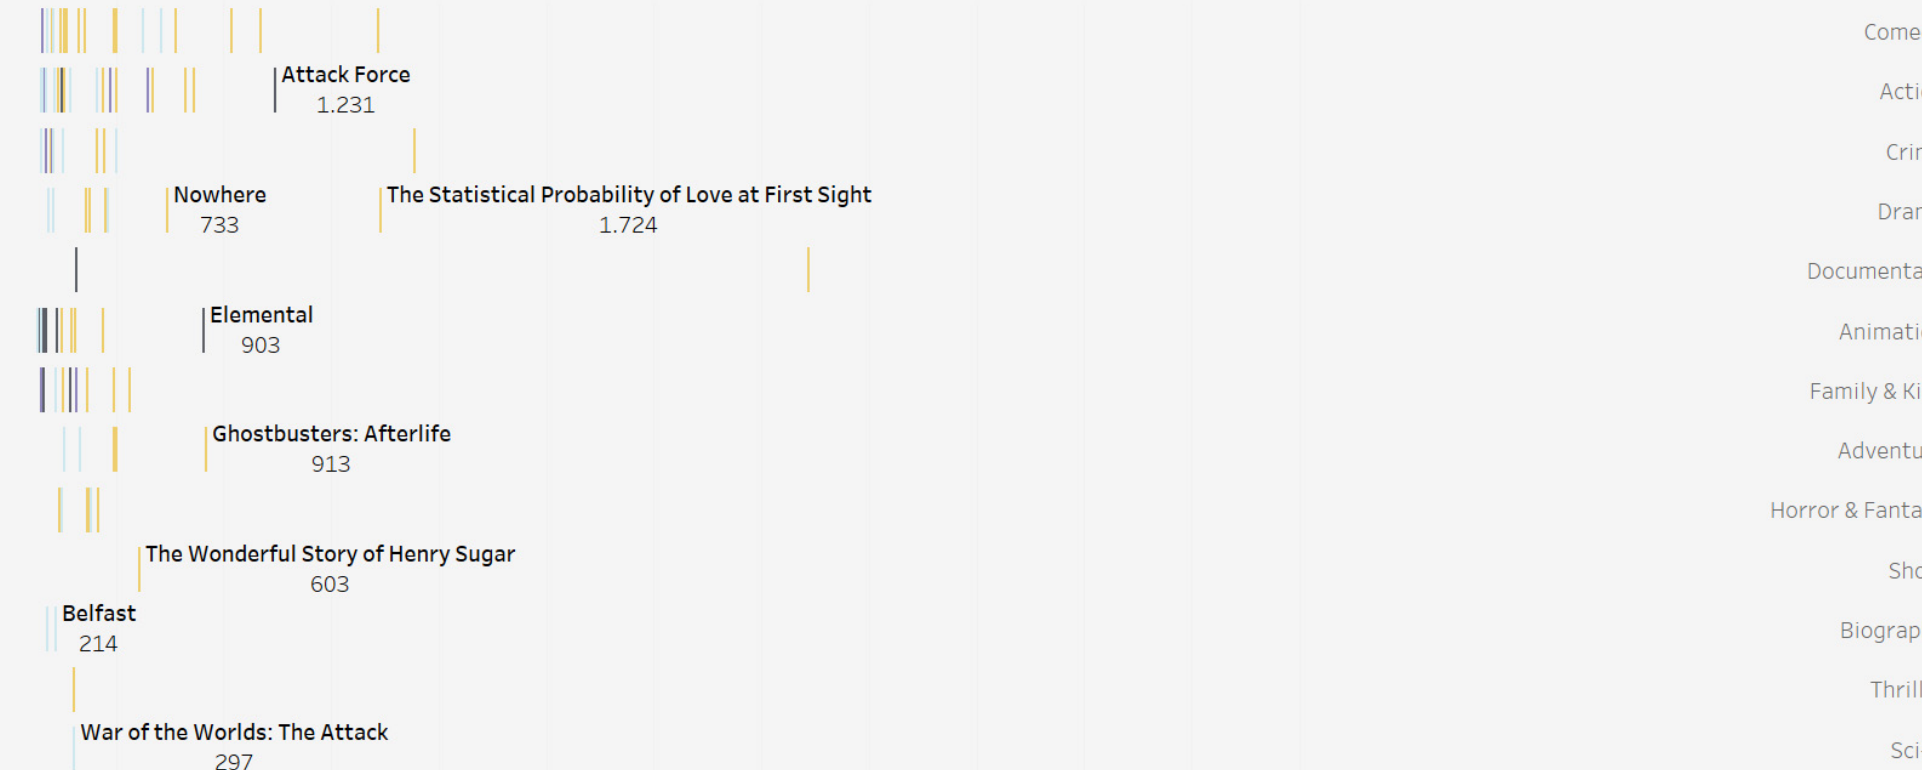 Come
Attack Force
1.231
Acti
Crir
Nowhere
733
The Statistical Probability of Love at First Sight
1.724
Drar
Documenta
Elemental
903
Animati
Family & Ki
Ghostbusters: Afterlife
913
Adventu
Horror & Fanta
The Wonderful Story of Henry Sugar
603
Sho
Belfast
214
Biograp
Thrill
War of the Worlds: The Attack
297
Sci-